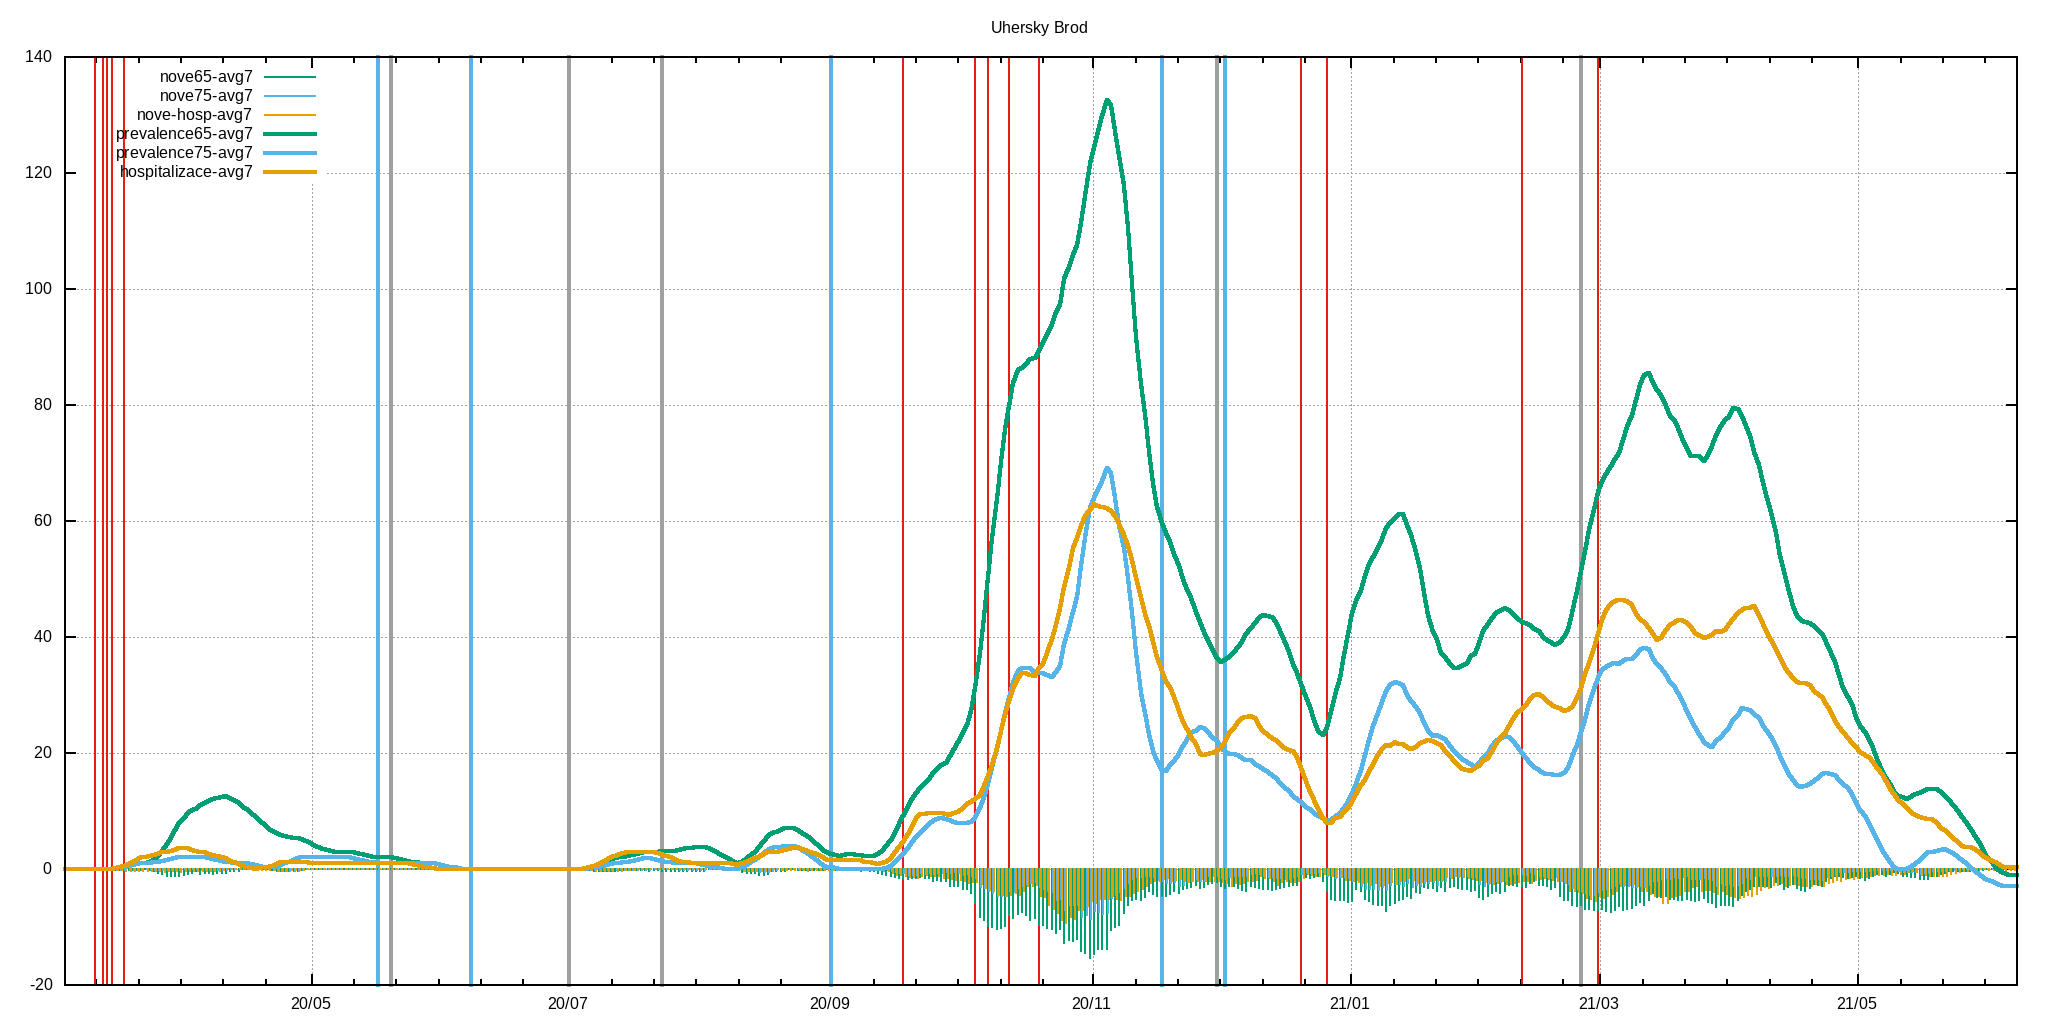 Uhersky Brod
140
120
100
80
60
40
20
0
-20
nove65-avg7
nove75-avg7
nove-hosp-avg7
prevalence65-avg7
prevalence75-avg7
hospitalizace-avg7
20/05
20/07
20/09
20/11
21/01
21/03
21/05